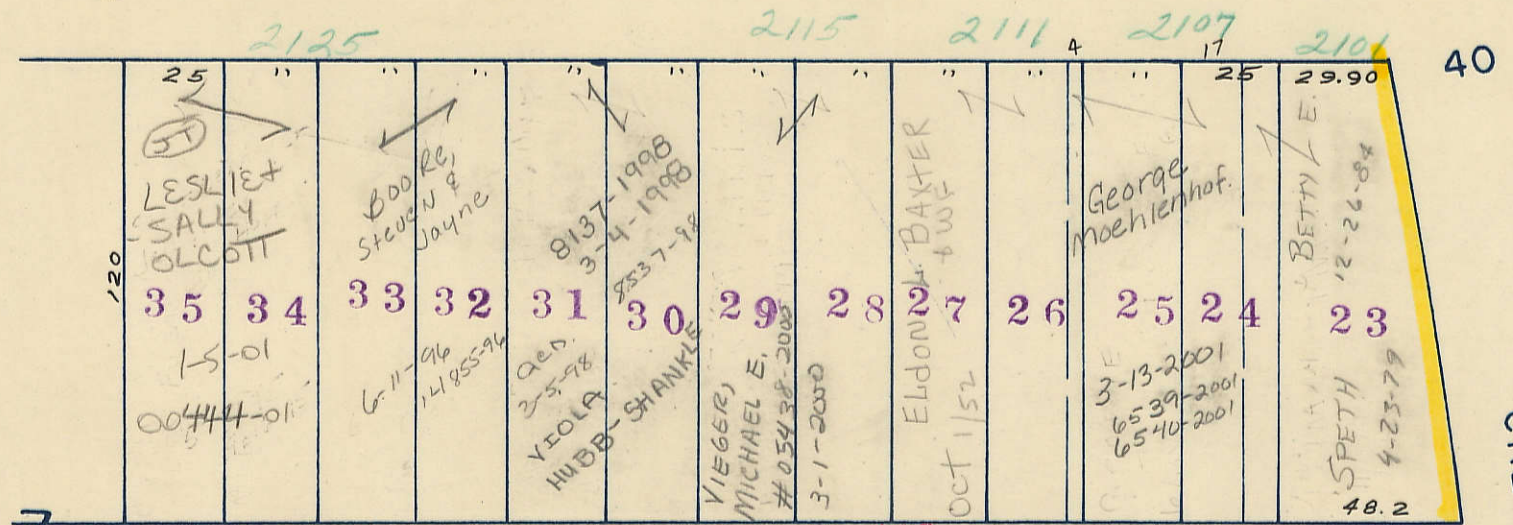 2125
2115
2111
2107
2101
4
17
40
25 " " " " " " " " " " 25 29.90
120
JT
LESLIE +
SALLY
OLCOTT
35 34
1-5-01
00444-01
BOORE,
Steven &
Jayne
33 32
6-11-96
,41855-96
8137-1998
3-4-1998
8537-98
31 30
QCD.
3-5-98
VIOLA
HUBB-SHANKLE
29 28
VIEGER,
MICHAEL E.
#05438-2000
3-1-2000
ELDON L. BAXTER
+ WF
27 26
OCT 1/52
George
Moehlenhof.
25 24
3-13-2001
6539-2001
6540-2001
SPETH BETTY E.
12-26-84
23
4-23-79
48.2